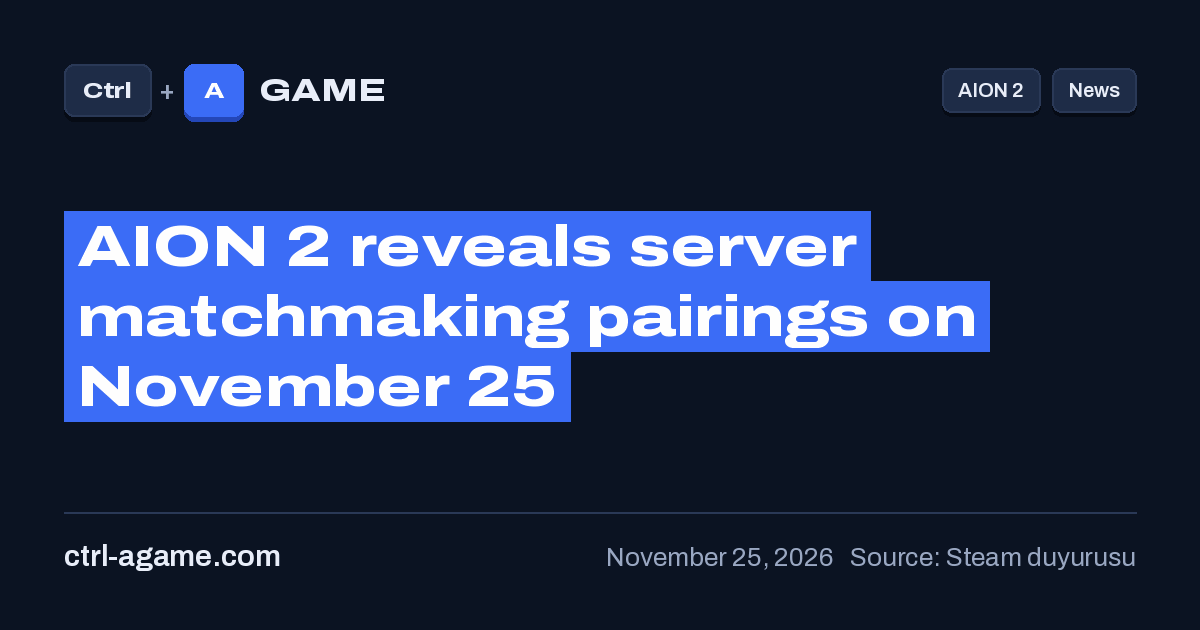 Ctrl + A GAME
AION 2 News
AION 2 reveals server
matchmaking pairings on
November 25
ctrl-agame.com
November 25, 2026 Source: Steam duyurusu